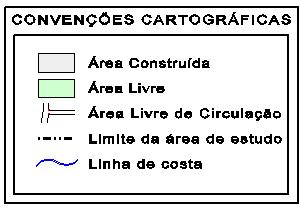 CONVENÇÕES CARTOGRÁFICAS
Área Construída
Área Livre
Área Livre de Circulação
Limite da área de estudo
Linha de costa